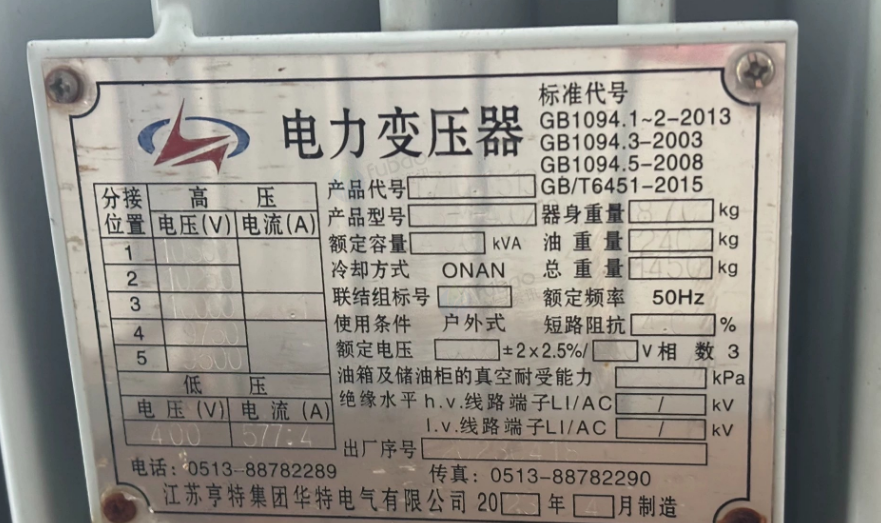 电力变压器
标准代号
GB1094.1~2-2013
GB1094.3-2003
GB1094.5-2008
GB/T6451-2015
分接位置 高压
电压(V) 电流(A)
1
2
3
4 9750
5 9500
低压
电压(V) 电流(A)
400 577.4
产品代号
产品型号 器身重量 kg
额定容量 kVA 油重量 kg
冷却方式 ONAN 总重量 kg
联结组标号 额定频率 50Hz
使用条件 户外式 短路阻抗 %
额定电压 ±2x2.5%/ V 相数 3
油箱及储油柜的真空耐受能力 kPa
绝缘水平 h.v.线路端子LI/AC / kV
l.v.线路端子LI/AC / kV
出厂序号
电话: 0513-88782289 传真: 0513-88782290
江苏亨特集团华特电气有限公司 20 年 月制造